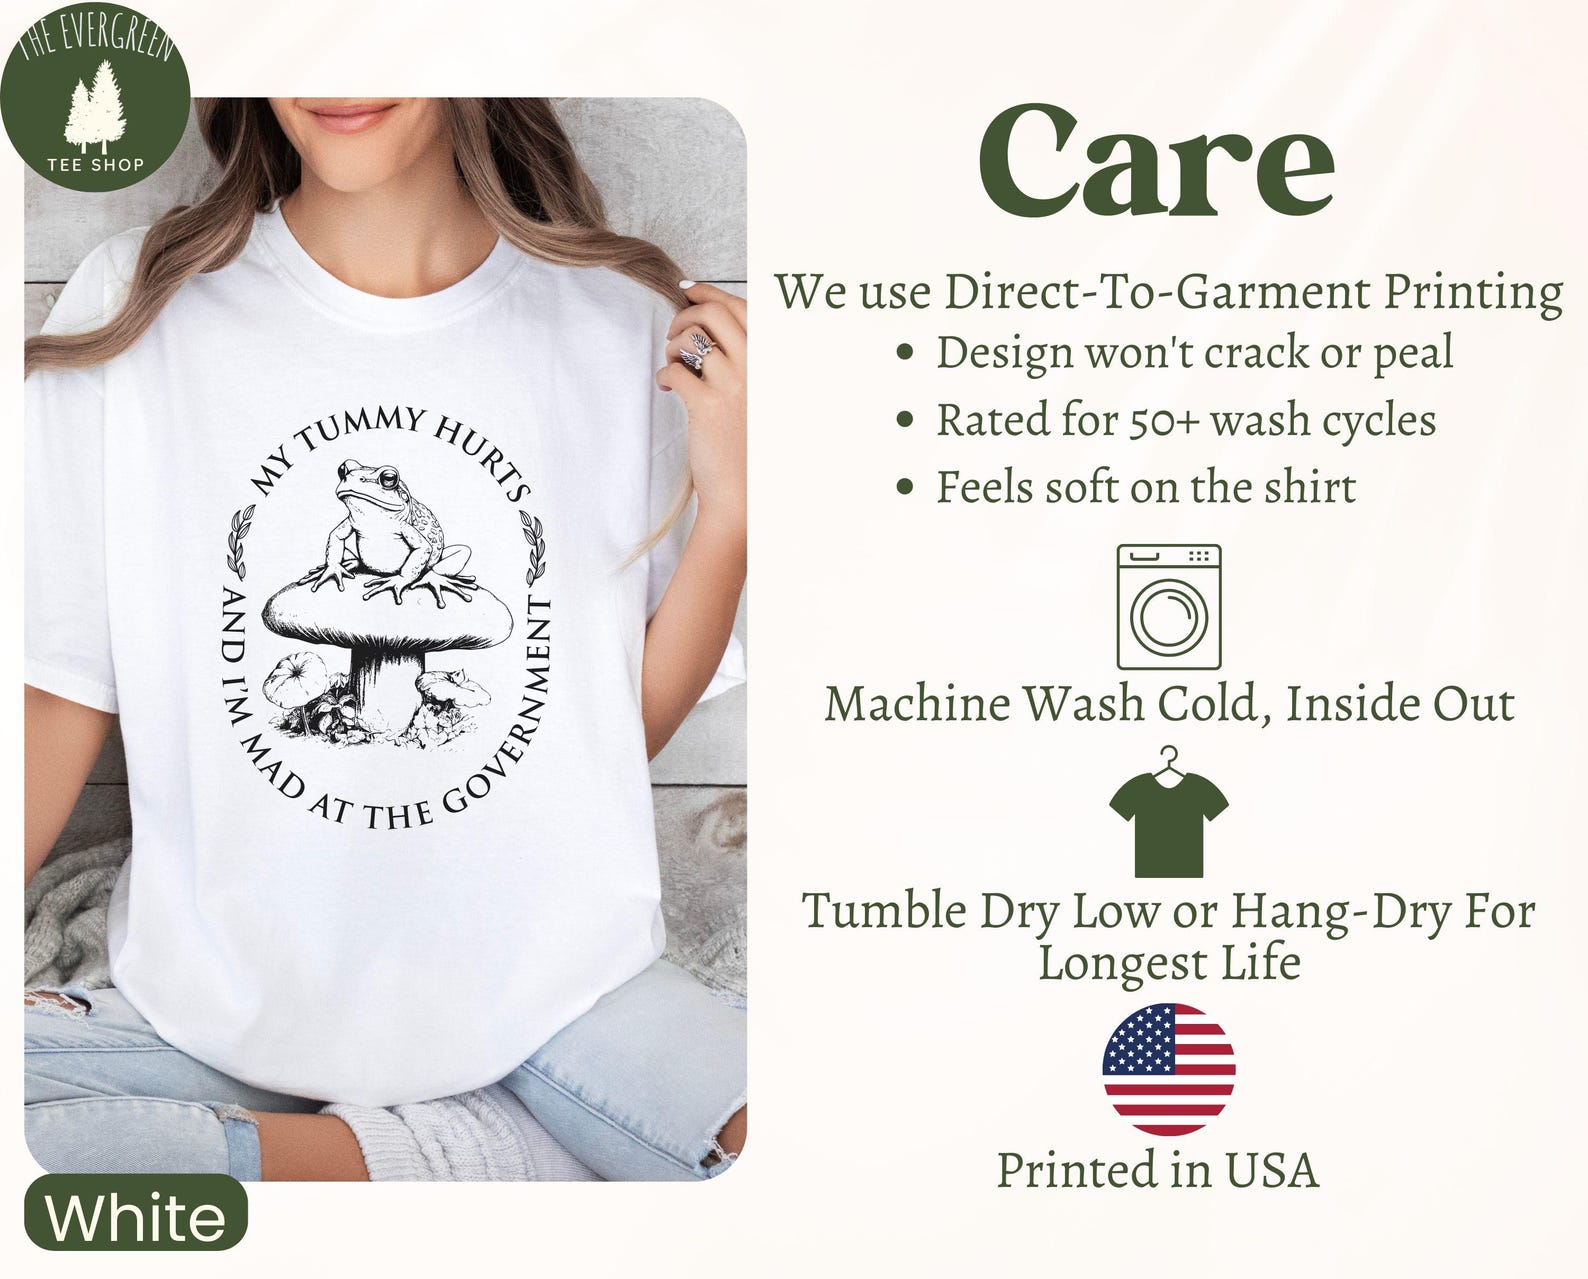 THE EVERGREEN
TEE SHOP
MY TUMMY HURTS
AND I'M MAD AT THE GOVERNMENT
White
Care
We use Direct-To-Garment Printing
• Design won't crack or peal
• Rated for 50+ wash cycles
• Feels soft on the shirt
Machine Wash Cold, Inside Out
Tumble Dry Low or Hang-Dry For
Longest Life
Printed in USA